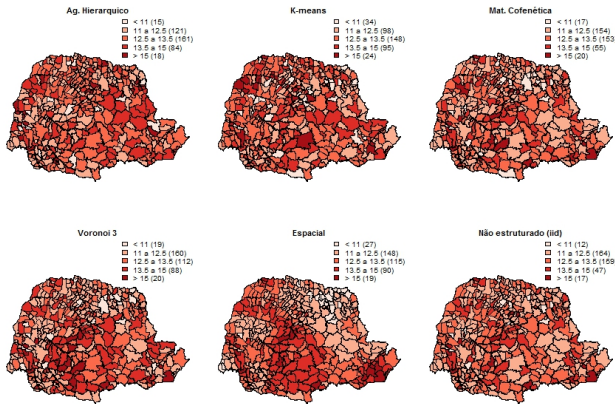 Ag. Hierarquico
< 11 (15)
11 a 12.5 (121)
12.5 a 13.5 (161)
13.5 a 15 (84)
> 15 (18)
K-means
< 11 (34)
11 a 12.5 (98)
12.5 a 13.5 (148)
13.5 a 15 (95)
> 15 (24)
Mat. Cofenètica
< 11 (17)
11 a 12.5 (154)
12.5 a 13.5 (153
13.5 a 15 (55)
> 15 (20)
Voronoi 3
< 11 (19)
11 a 12.5 (160)
12.5 a 13.5 (112)
13.5 a 15 (88)
> 15 (20)
Espacial
< 11 (27)
11 a 12.5 (148)
12.5 a 13.5 (115)
13.5 a 15 (90)
> 15 (19)
Não estruturado (iid)
< 11 (12)
11 a 12.5 (164)
12.5 a 13.5 (159
13.5 a 15 (47)
> 15 (17)